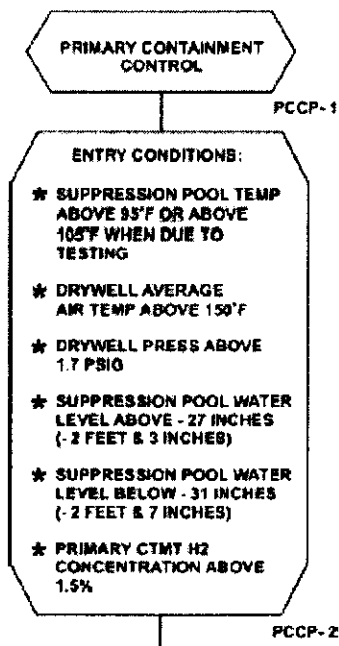 PRIMARY CONTAINMENT
CONTROL
PCCP-1
ENTRY CONDITIONS:
* SUPPRESSION POOL TEMP
ABOVE 95°F OR ABOVE
105°F WHEN DUE TO
TESTING
* DRYWELL AVERAGE
AIR TEMP ABOVE 150°F
* DRYWELL PRESS ABOVE
1.7 PSIG
* SUPPRESSION POOL WATER
LEVEL ABOVE - 27 INCHES
(- 2 FEET & 3 INCHES)
* SUPPRESSION POOL WATER
LEVEL BELOW - 31 INCHES
(- 2 FEET & 7 INCHES)
* PRIMARY CTMT H2
CONCENTRATION ABOVE
1.5%
PCCP-2